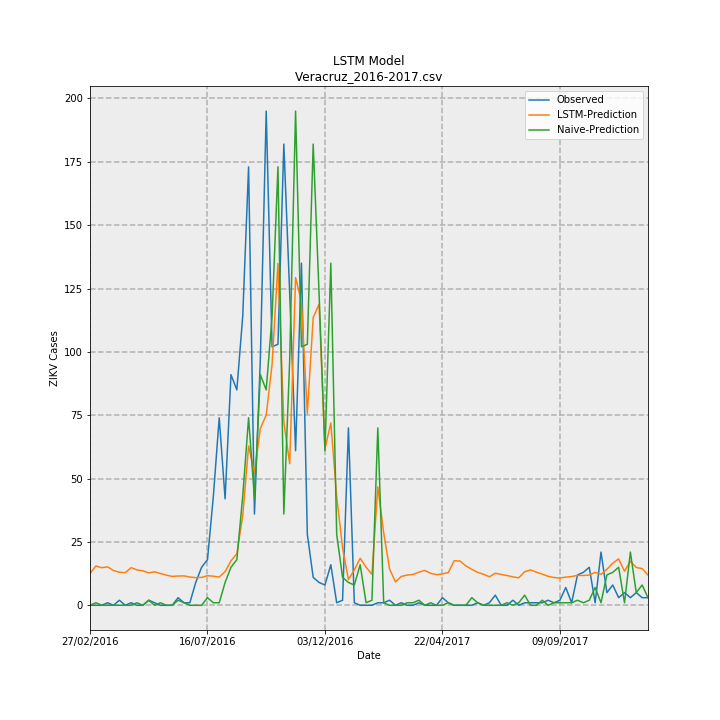 LSTM Model
Veracruz_2016-2017.csv
Observed
LSTM-Prediction
Naive-Prediction
200
175
150
125
100
75
50
25
0
ZIKV Cases
27/02/2016 16/07/2016 03/12/2016 22/04/2017 09/09/2017
Date